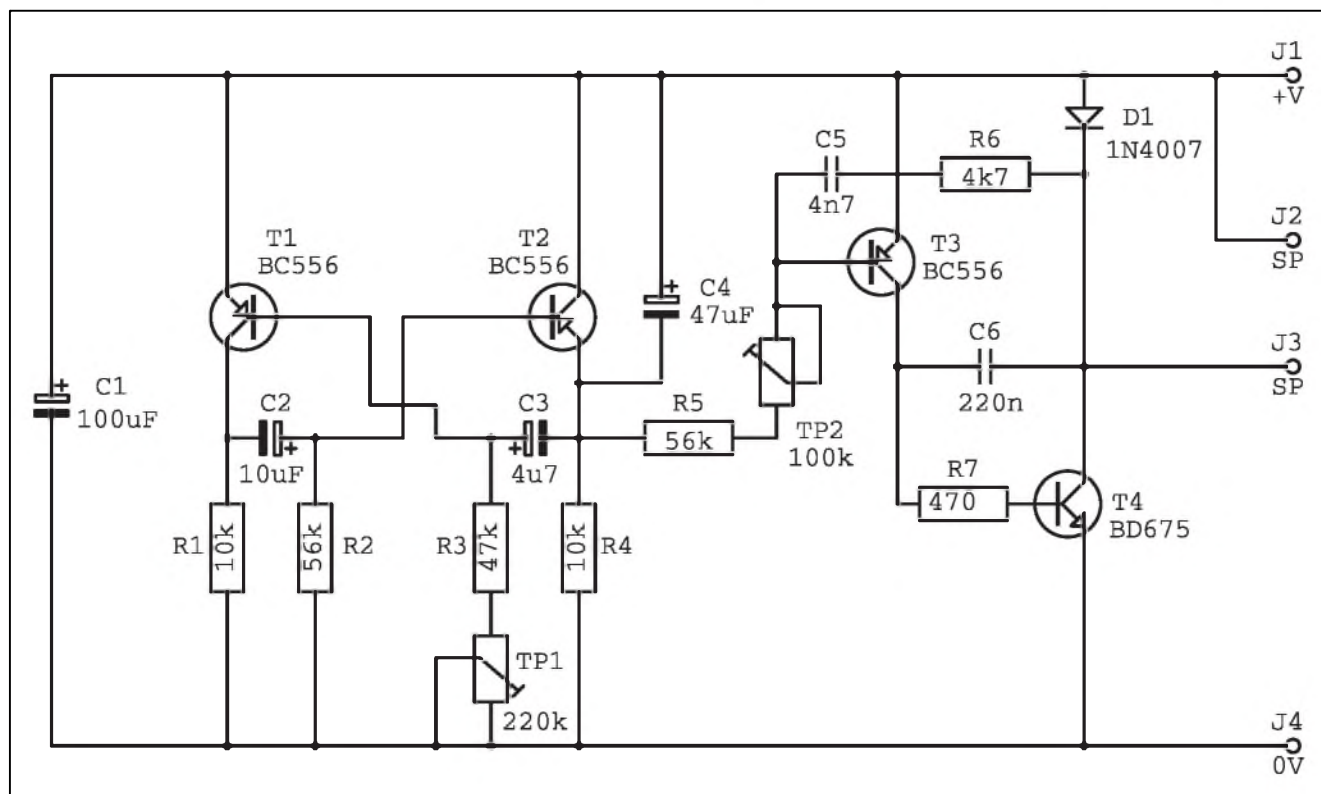 J1
+V
D1
1N4007
C5
4n7
R6
4k7
J2
SP
T1
BC556
T2
BC556
T3
BC556
C4
47uF
C1
+
100uF
C2
+
10uF
C3
+
4u7
+
R5
56k
TP2
100k
C6
220n
J3
SP
R7
470
T4
BD675
R1
10k
56k
R2
R3
47k
10k
R4
TP1
220k
J4
0V